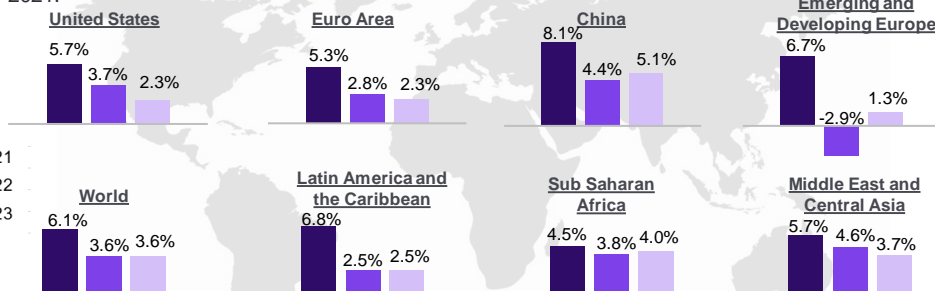 2021.
United States
Euro Area
China
Emerging and
Developing Europe
5.7%
3.7%
2.3%
5.3%
2.8%
2.3%
8.1%
4.4%
5.1%
6.7%
-2.9%
1.3%
21
22
23
World
Latin America and
the Caribbean
Sub Saharan
Africa
Middle East and
Central Asia
6.1%
3.6%
3.6%
6.8%
2.5%
2.5%
4.5%
3.8%
4.0%
5.7%
4.6%
3.7%